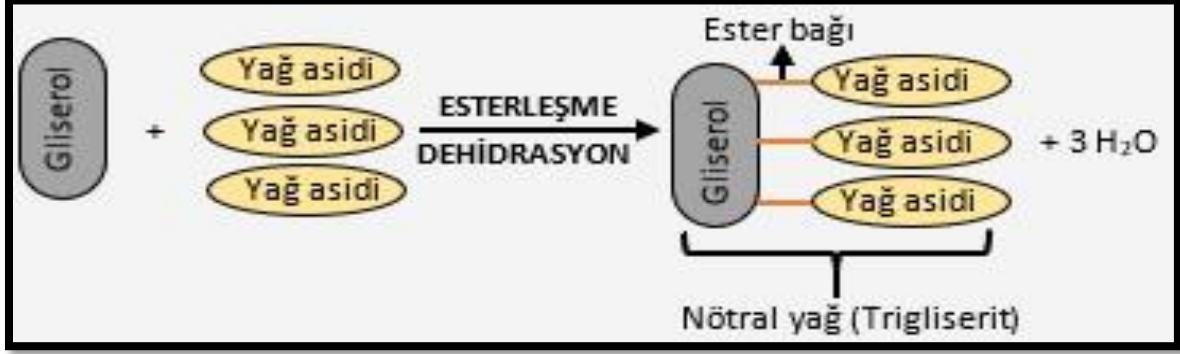 Gliserol
+
Yağ asidi
Yağ asidi
Yağ asidi
ESTERLEŞME
DEHİDRASYON
Ester bağı
Gliserol
Yağ asidi
Yağ asidi
Yağ asidi
+ 3 H₂O
Nötral yağ (Trigliserit)